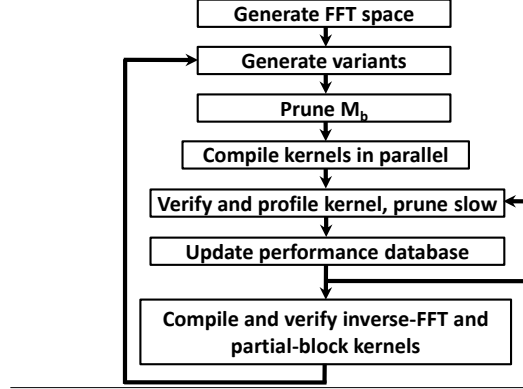 Generate FFT space
Generate variants
Prune M_b
Compile kernels in parallel
Verify and profile kernel, prune slow
Update performance database
Compile and verify inverse-FFT and
partial-block kernels